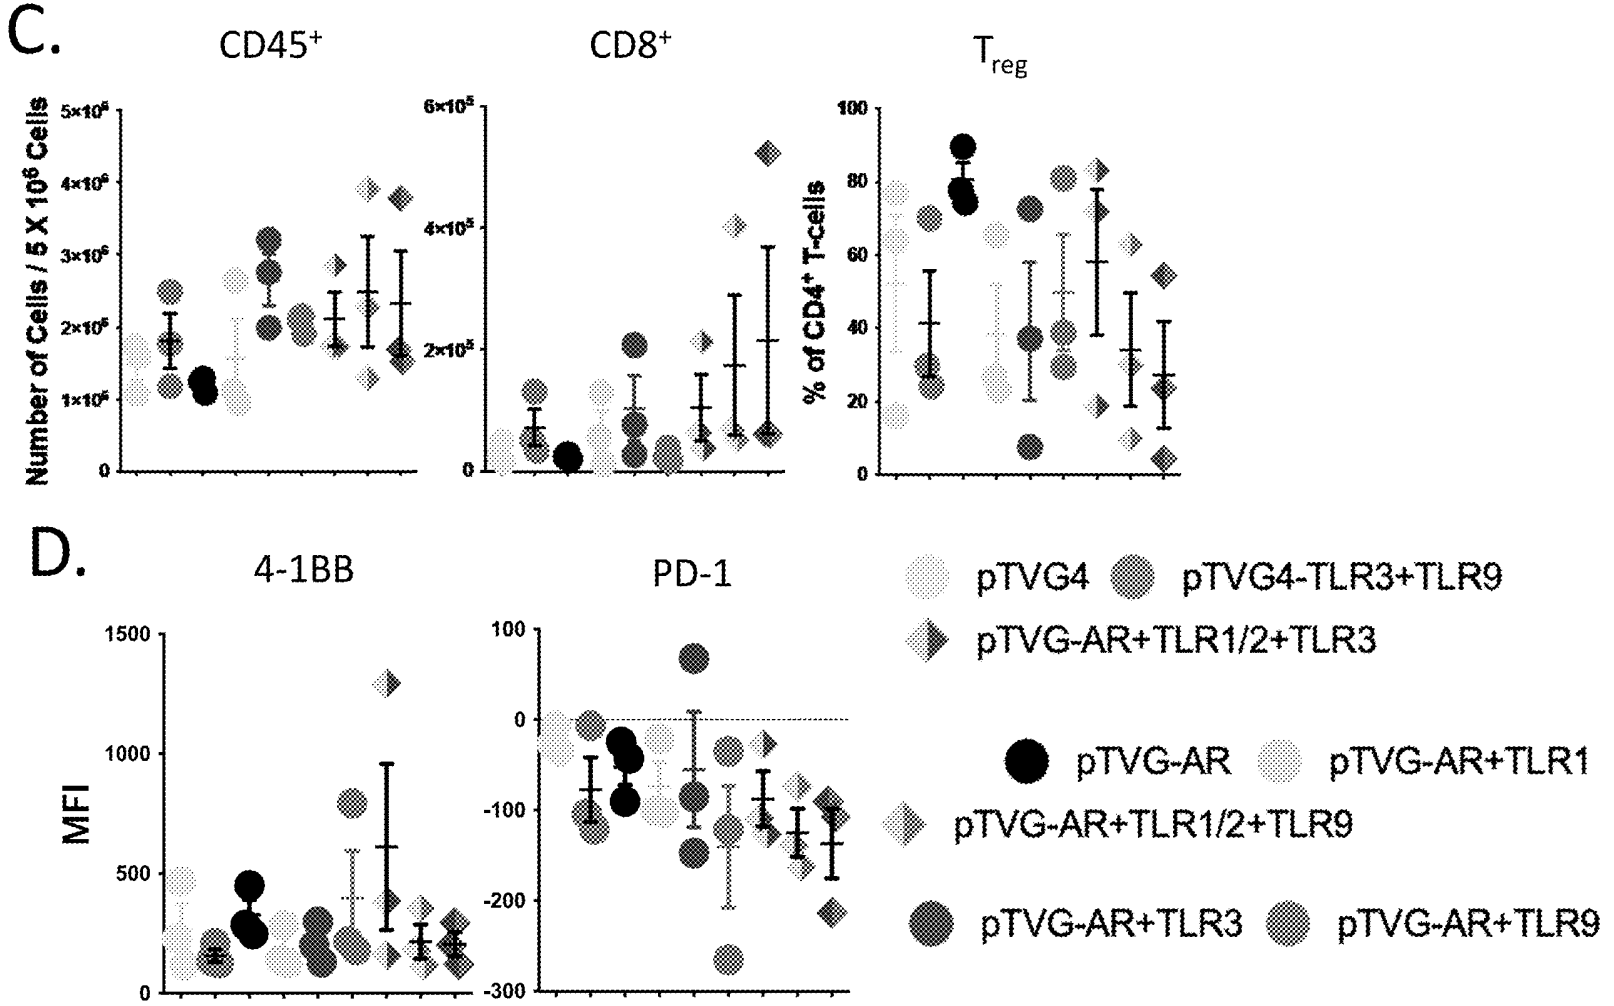 C.
CD45⁺
CD8⁺
Treg
Number of Cells / 5 X 10⁶ Cells
5×10⁶
4×10⁶
3×10⁶
2×10⁶
1×10⁶
0
6×10⁵
4×10⁵
2×10⁵
0
% of CD4⁺ T-cells
100
80
60
40
20
0
D.
4-1BB
PD-1
MFI
1500
1000
500
0
100
0
-100
-200
-300
pTVG4
pTVG4-TLR3+TLR9
pTVG-AR+TLR1/2+TLR3
pTVG-AR
pTVG-AR+TLR1
pTVG-AR+TLR1/2+TLR9
pTVG-AR+TLR3
pTVG-AR+TLR9